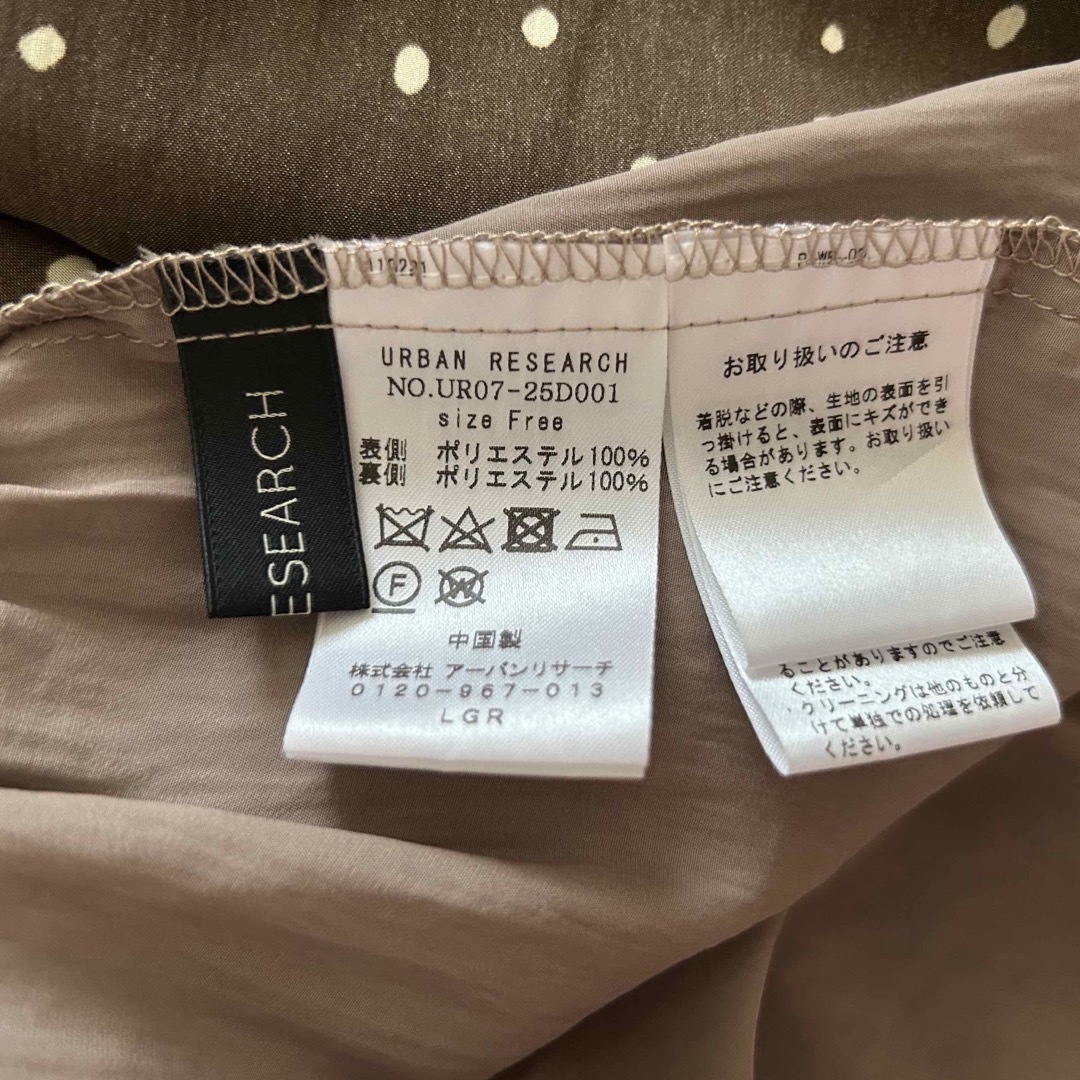 ESEARCH
URBAN RESEARCH
NO.UR07-25D001
size Free
表側 ポリエステル100%
裏側 ポリエステル100%
F
W
中国製
株式会社 アーバンリサーチ
0120-967-013
LGR
お取り扱いのご注意
着脱などの際、生地の表面を引
っ掛けると、表面にキズができ
る場合があります。お取り扱い
にご注意ください。
ることがありますのでご注意
ください。
・クリーニングは他のものと分
けて単独での処理を依頼して
ください。